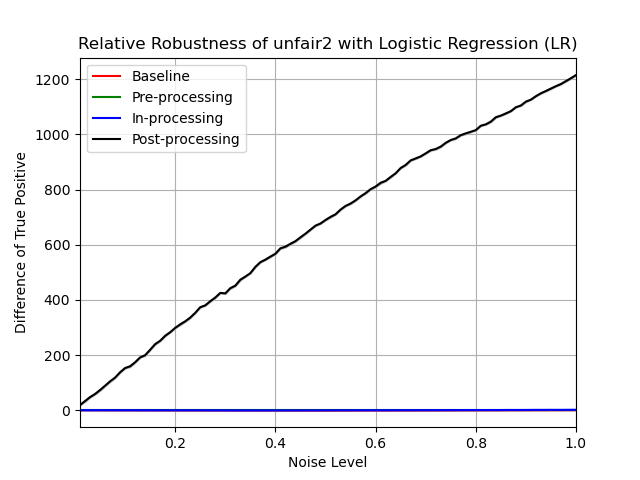 Relative Robustness of unfair2 with Logistic Regression (LR)
Baseline
Pre-processing
In-processing
Post-processing
1200
1000
800
600
400
200
0
Difference of True Positive
0.2 0.4 0.6 0.8 1.0
Noise Level